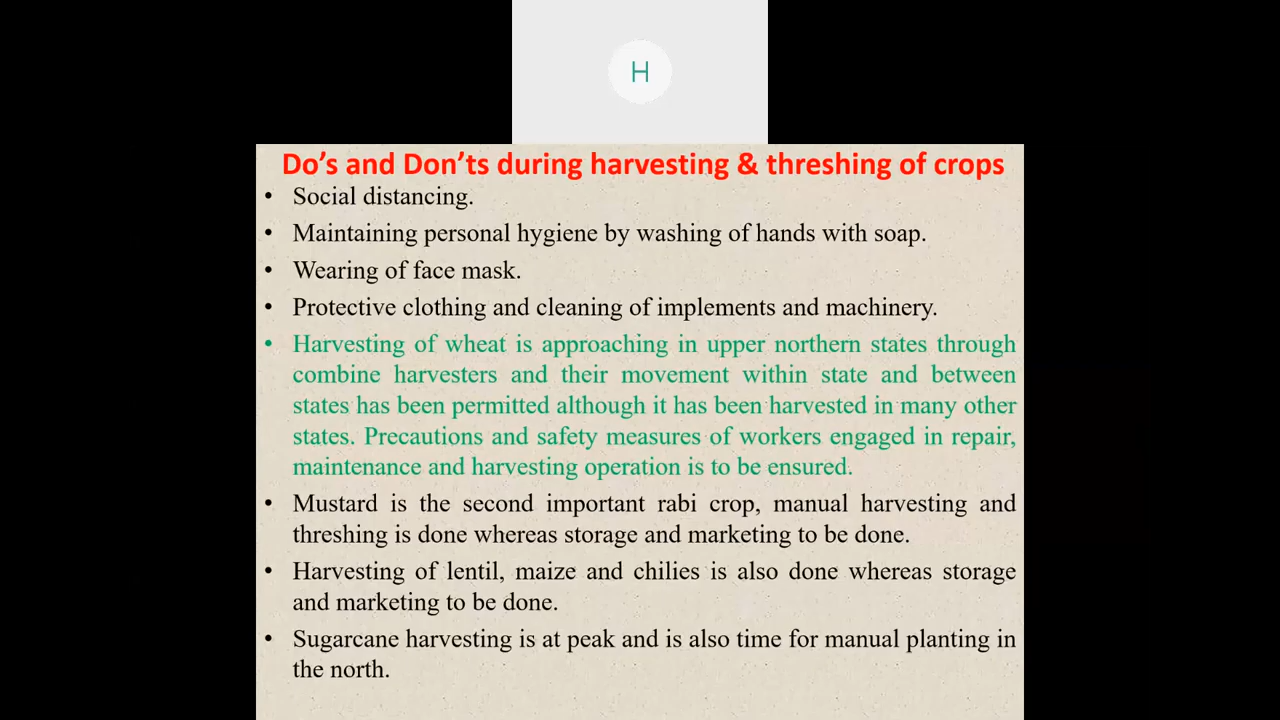 H
Do’s and Don’ts during harvesting & threshing of crops
• Social distancing.
• Maintaining personal hygiene by washing of hands with soap.
• Wearing of face mask.
• Protective clothing and cleaning of implements and machinery.
• Harvesting of wheat is approaching in upper northern states through
combine harvesters and their movement within state and between
states has been permitted although it has been harvested in many other
states. Precautions and safety measures of workers engaged in repair,
maintenance and harvesting operation is to be ensured.
• Mustard is the second important rabi crop, manual harvesting and
threshing is done whereas storage and marketing to be done.
• Harvesting of lentil, maize and chilies is also done whereas storage
and marketing to be done.
• Sugarcane harvesting is at peak and is also time for manual planting in
the north.